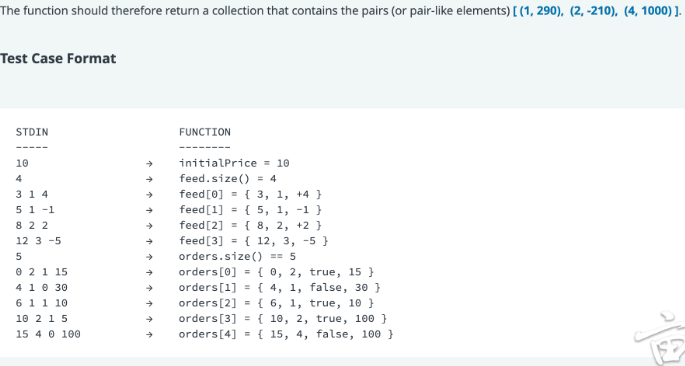 The function should therefore return a collection that contains the pairs (or pair-like elements) [ (1, 290), (2, -210), (4, 1000) ].
Test Case Format
STDIN FUNCTION
----- --------
10 → initialPrice = 10
4 → feed.size() = 4
3 1 4 → feed[0] = { 3, 1, +4 }
5 1 -1 → feed[1] = { 5, 1, -1 }
8 2 2 → feed[2] = { 8, 2, +2 }
12 3 -5 → feed[3] = { 12, 3, -5 }
5 → orders.size() == 5
0 2 1 15 → orders[0] = { 0, 2, true, 15 }
4 1 0 30 → orders[1] = { 4, 1, false, 30 }
6 1 1 10 → orders[2] = { 6, 1, true, 10 }
10 2 1 5 → orders[3] = { 10, 2, true, 100 }
15 4 0 100 → orders[4] = { 15, 4, false, 100 }